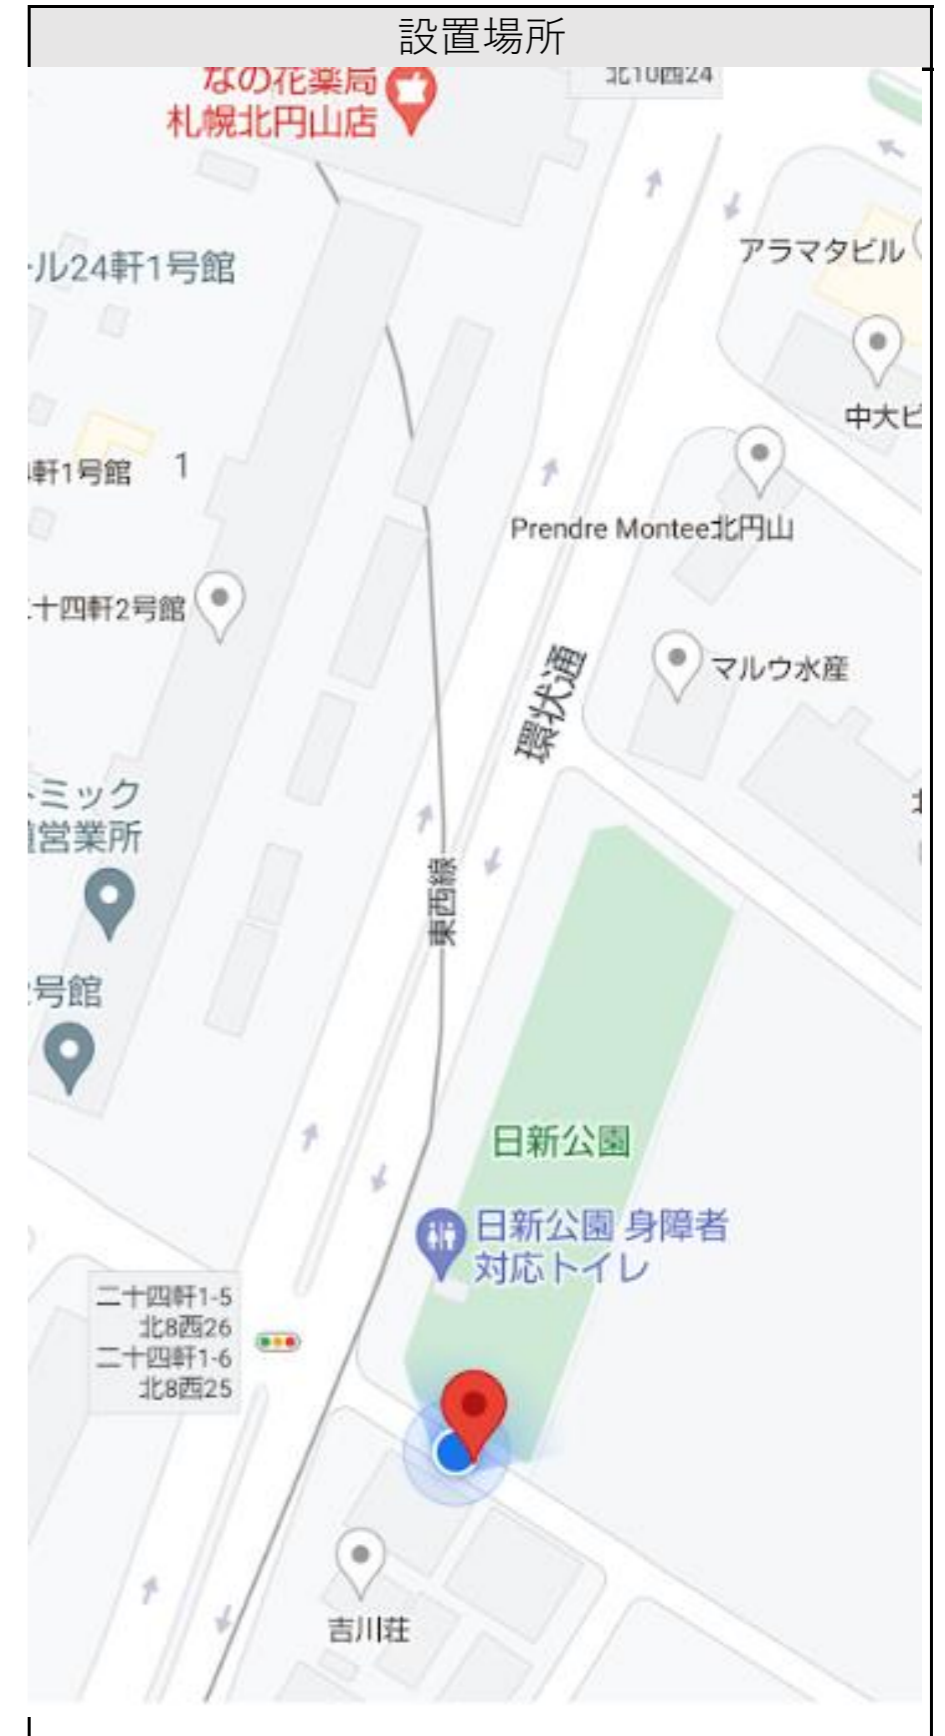 設置場所
なの花薬局
札幌北円山店
北10西24
アラマタビル
ル24軒1号館
中大ビ
軒1号館
1
Prendre Montee北円山
十四軒2号館
マルウ水産
環状通
ミック
営業所
東西線
号館
日新公園
日新公園 身障者
対応トイレ
二十四軒1-5
北8西26
二十四軒1-6
北8西25
吉川荘